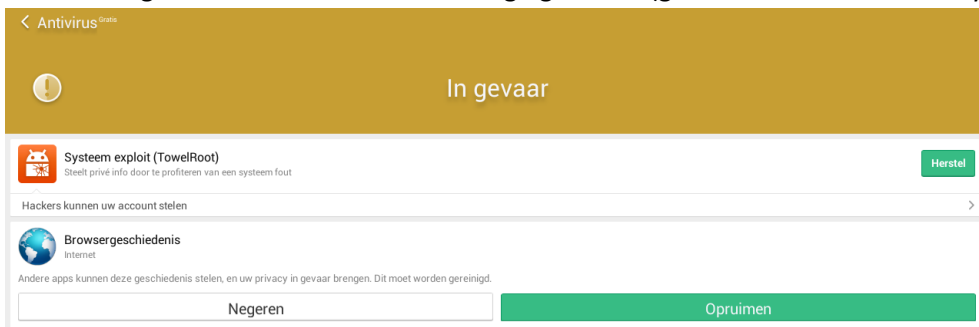 Antivirus Gratis
In gevaar
Systeem exploit (TowelRoot)
Steelt privé info door te profiteren van een systeem fout
Herstel
Hackers kunnen uw account stelen
Browsergeschiedenis
Internet
Andere apps kunnen deze geschiedenis stelen, en uw privacy in gevaar brengen. Dit moet worden gereinigd.
Negeren
Opruimen